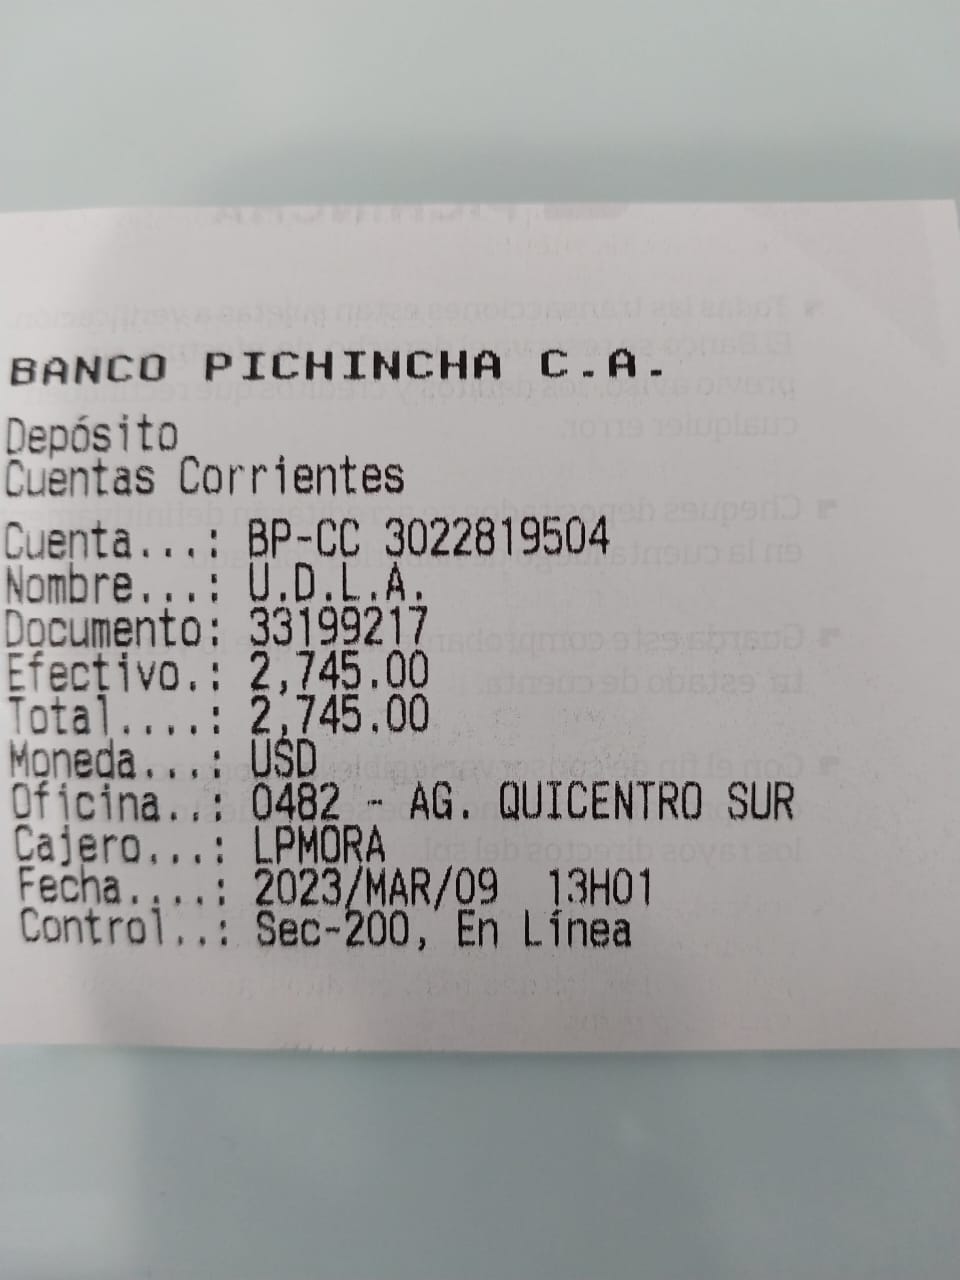 BANCO PICHINCHA C.A.
Depósito
Cuentas Corrientes
Cuenta...: BP-CC 3022819504
Nombre...: U.D.L.A.
Documento: 33199217
Efectivo.: 2,745.00
Total....: 2,745.00
Moneda...: USD
Oficina..: 0482 - AG. QUICENTRO SUR
Cajero...: LPMORA
Fecha....: 2023/MAR/09 13H01
Control..: Sec-200, En Línea